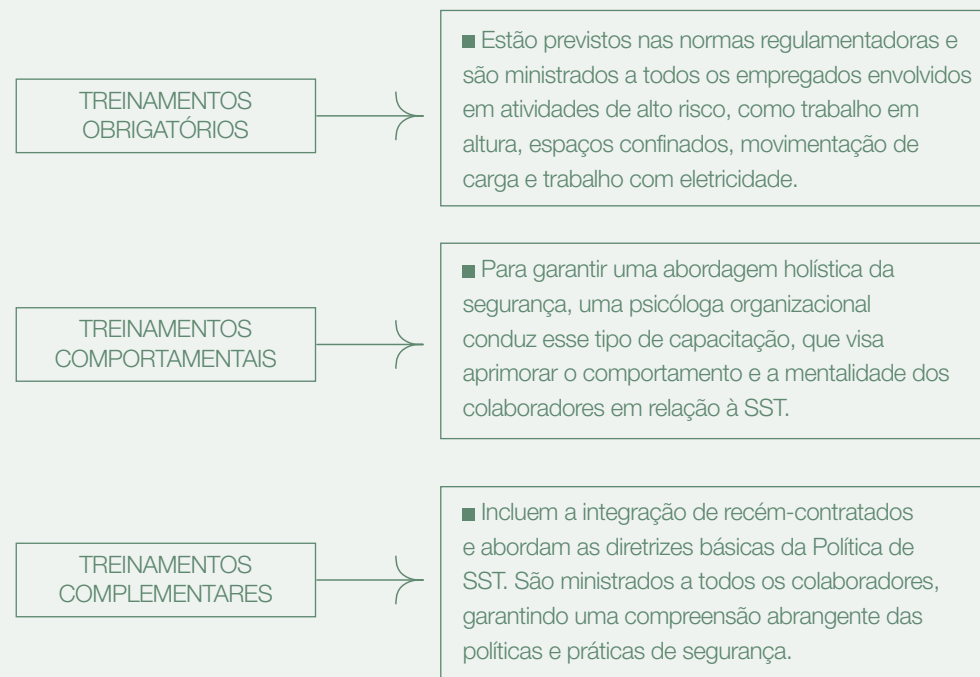 TREINAMENTOS
OBRIGATÓRIOS
■ Estão previstos nas normas regulamentadoras e
são ministrados a todos os empregados envolvidos
em atividades de alto risco, como trabalho em
altura, espaços confinados, movimentação de
carga e trabalho com eletricidade.
TREINAMENTOS
COMPORTAMENTAIS
■ Para garantir uma abordagem holística da
segurança, uma psicóloga organizacional
conduz esse tipo de capacitação, que visa
aprimorar o comportamento e a mentalidade dos
colaboradores em relação à SST.
TREINAMENTOS
COMPLEMENTARES
■ Incluem a integração de recém-contratados
e abordam as diretrizes básicas da Política de
SST. São ministrados a todos os colaboradores,
garantindo uma compreensão abrangente das
políticas e práticas de segurança.